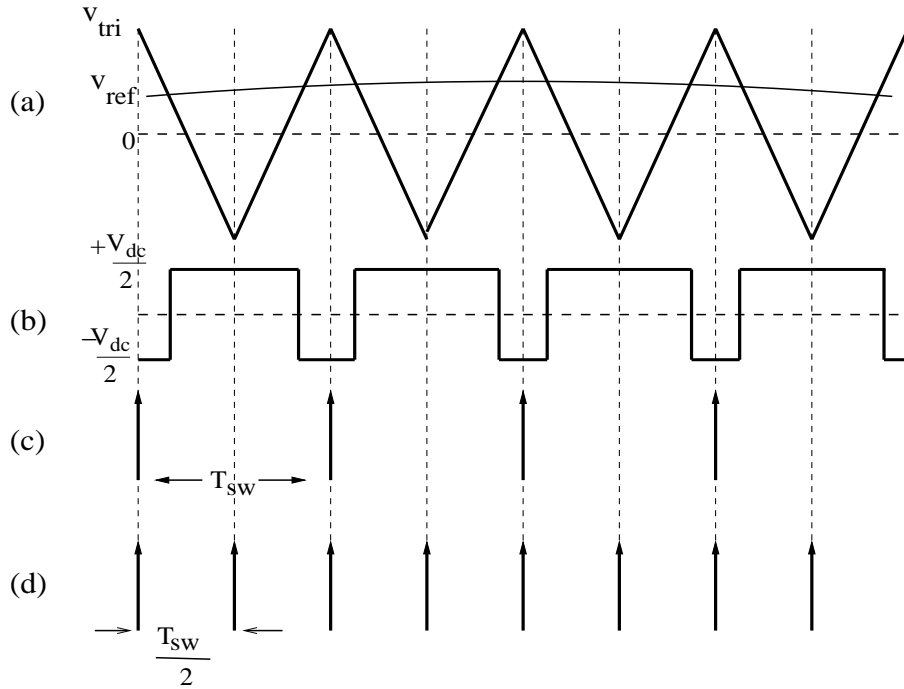 v_tri
v_ref
(a)
0
+V_dc
2
(b)
−V_dc
2
(c)
T_sw
(d)
T_sw
2